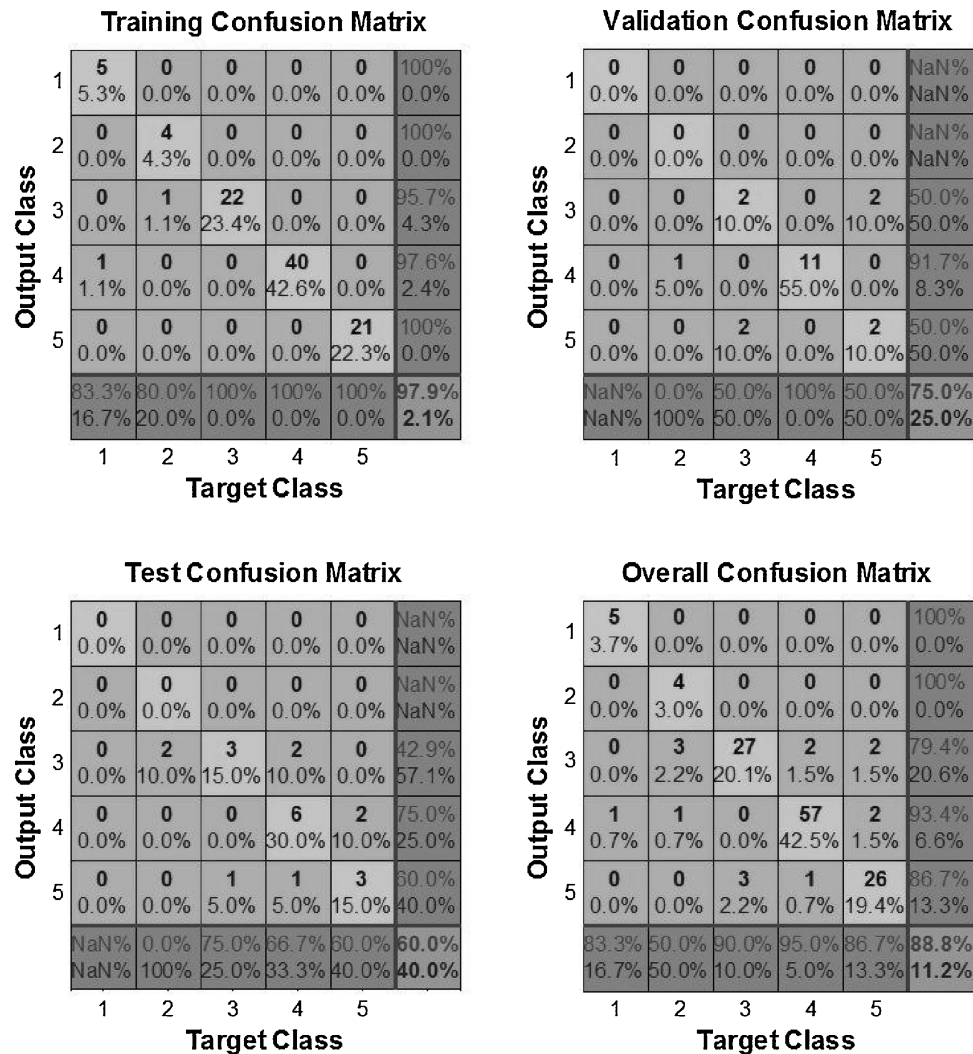 Training Confusion Matrix
1 5 0 0 0 0 100%
5.3% 0.0% 0.0% 0.0% 0.0% 0.0%
2 0 4 0 0 0 100%
0.0% 4.3% 0.0% 0.0% 0.0% 0.0%
3 0 1 22 0 0 95.7%
0.0% 1.1% 23.4% 0.0% 0.0% 4.3%
4 1 0 0 40 0 97.6%
1.1% 0.0% 0.0% 42.6% 0.0% 2.4%
5 0 0 0 0 21 100%
0.0% 0.0% 0.0% 0.0% 22.3% 0.0%
83.3% 80.0% 100% 100% 100% 97.9%
16.7% 20.0% 0.0% 0.0% 0.0% 2.1%
1 2 3 4 5
Target Class
Output Class
Validation Confusion Matrix
1 0 0 0 0 0 NaN%
0.0% 0.0% 0.0% 0.0% 0.0% NaN%
2 0 0 0 0 0 NaN%
0.0% 0.0% 0.0% 0.0% 0.0% NaN%
3 0 0 2 0 2 50.0%
0.0% 0.0% 10.0% 0.0% 10.0% 50.0%
4 0 1 0 11 0 91.7%
0.0% 5.0% 0.0% 55.0% 0.0% 8.3%
5 0 0 2 0 2 50.0%
0.0% 0.0% 10.0% 0.0% 10.0% 50.0%
NaN% 0.0% 50.0% 100% 50.0% 75.0%
NaN% 100% 50.0% 0.0% 50.0% 25.0%
1 2 3 4 5
Target Class
Output Class
Test Confusion Matrix
1 0 0 0 0 0 NaN%
0.0% 0.0% 0.0% 0.0% 0.0% NaN%
2 0 0 0 0 0 NaN%
0.0% 0.0% 0.0% 0.0% 0.0% NaN%
3 0 2 3 2 0 42.9%
0.0% 10.0% 15.0% 10.0% 0.0% 57.1%
4 0 0 0 6 2 75.0%
0.0% 0.0% 0.0% 30.0% 10.0% 25.0%
5 0 0 1 1 3 60.0%
0.0% 0.0% 5.0% 5.0% 15.0% 40.0%
NaN% 0.0% 75.0% 66.7% 60.0% 60.0%
NaN% 100% 25.0% 33.3% 40.0% 40.0%
1 2 3 4 5
Target Class
Output Class
Overall Confusion Matrix
1 5 0 0 0 0 100%
3.7% 0.0% 0.0% 0.0% 0.0% 0.0%
2 0 4 0 0 0 100%
0.0% 3.0% 0.0% 0.0% 0.0% 0.0%
3 0 3 27 2 2 79.4%
0.0% 2.2% 20.1% 1.5% 1.5% 20.6%
4 1 1 0 57 2 93.4%
0.7% 0.7% 0.0% 42.5% 1.5% 6.6%
5 0 0 3 1 26 86.7%
0.0% 0.0% 2.2% 0.7% 19.4% 13.3%
83.3% 50.0% 90.0% 95.0% 86.7% 88.8%
16.7% 50.0% 10.0% 5.0% 13.3% 11.2%
1 2 3 4 5
Target Class
Output Class